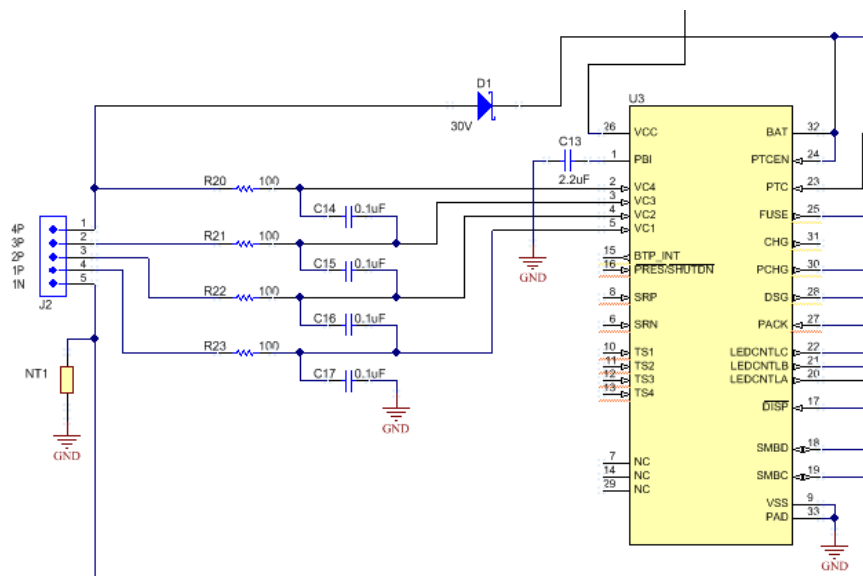 D1
30V
U3
26 VCC
BAT 32
C13
2.2uF
1 PBI
PTCEN 24
R20 100
2 VC4
PTC 23
3 VC3
C14 0.1uF
4 VC2
FUSE 25
5 VC1
4P 1
R21 100
CHG 31
3P 2
2P 3
15 BTP_INT
1P 4
C15 0.1uF
16 PRES/SHUTDN
PCHG 30
1N 5
GND
J2
R22 100
8 SRP
DSG 28
C16 0.1uF
6 SRN
PACK 27
R23 100
10 TS1
LEDCNTLC 22
11 TS2
LEDCNTLB 21
NT1
C17 0.1uF
12 TS3
LEDCNTLA 20
13 TS4
DISP 17
GND
GND
SMBD 18
7 NC
14 NC
SMBC 19
29 NC
VSS 9
PAD 33
GND